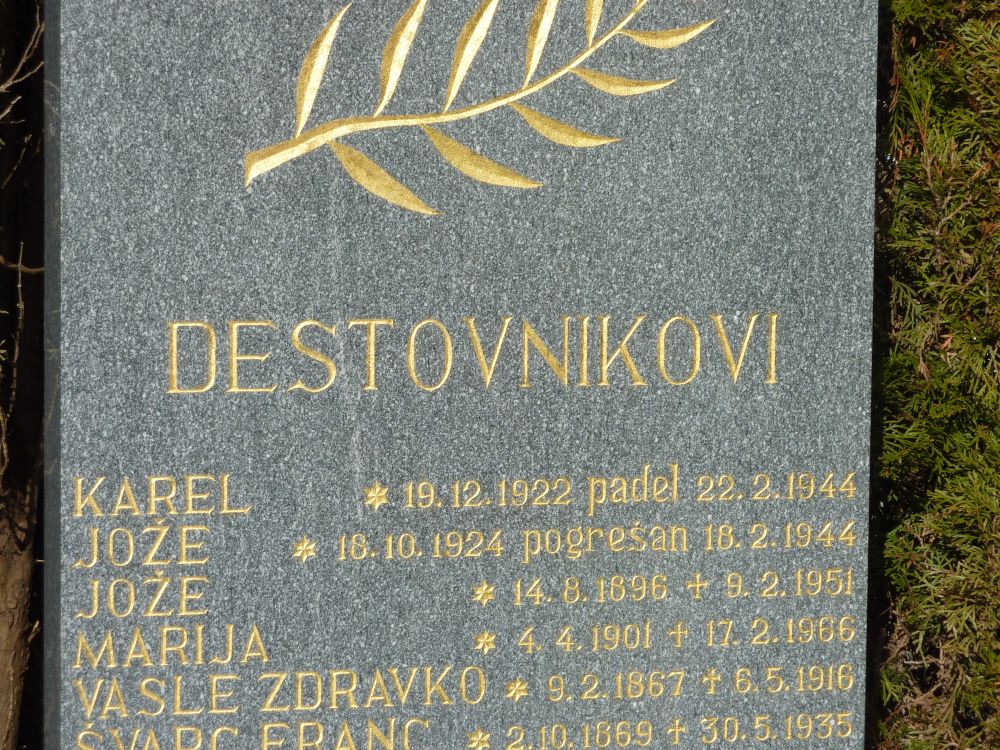 DESTOVNIKOVI
KAREL * 19.12.1922 padel 22.2.1944
JOŽE * 18.10.1924 pogrešan 18.2.1944
JOŽE * 14.8.1896 + 9.2.1951
MARIJA * 4.4.1901 + 17.2.1966
VASLE ZDRAVKO * 9.2.1867 + 6.5.1916
ŠVARC FRANC * 2.10.1869 + 30.5.1935